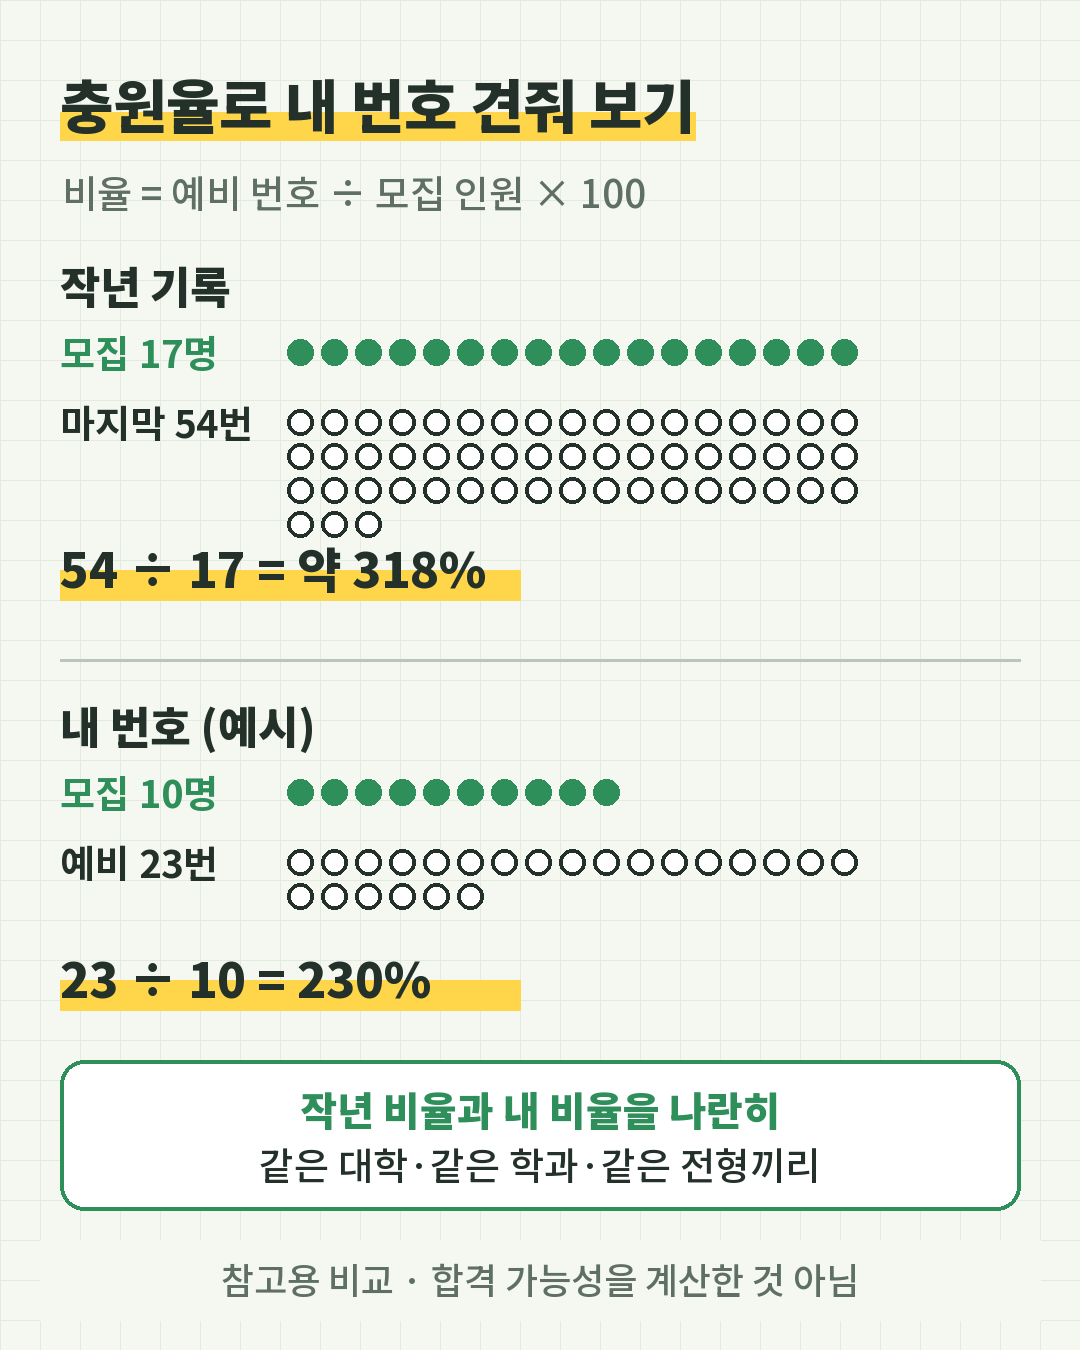 충원율로 내 번호 견줘 보기
비율 = 예비 번호 ÷ 모집 인원 × 100
작년 기록
모집 17명
마지막 54번
54 ÷ 17 = 약 318%
내 번호 (예시)
모집 10명
예비 23번
23 ÷ 10 = 230%
작년 비율과 내 비율을 나란히
같은 대학·같은 학과·같은 전형끼리
참고용 비교 · 합격 가능성을 계산한 것 아님